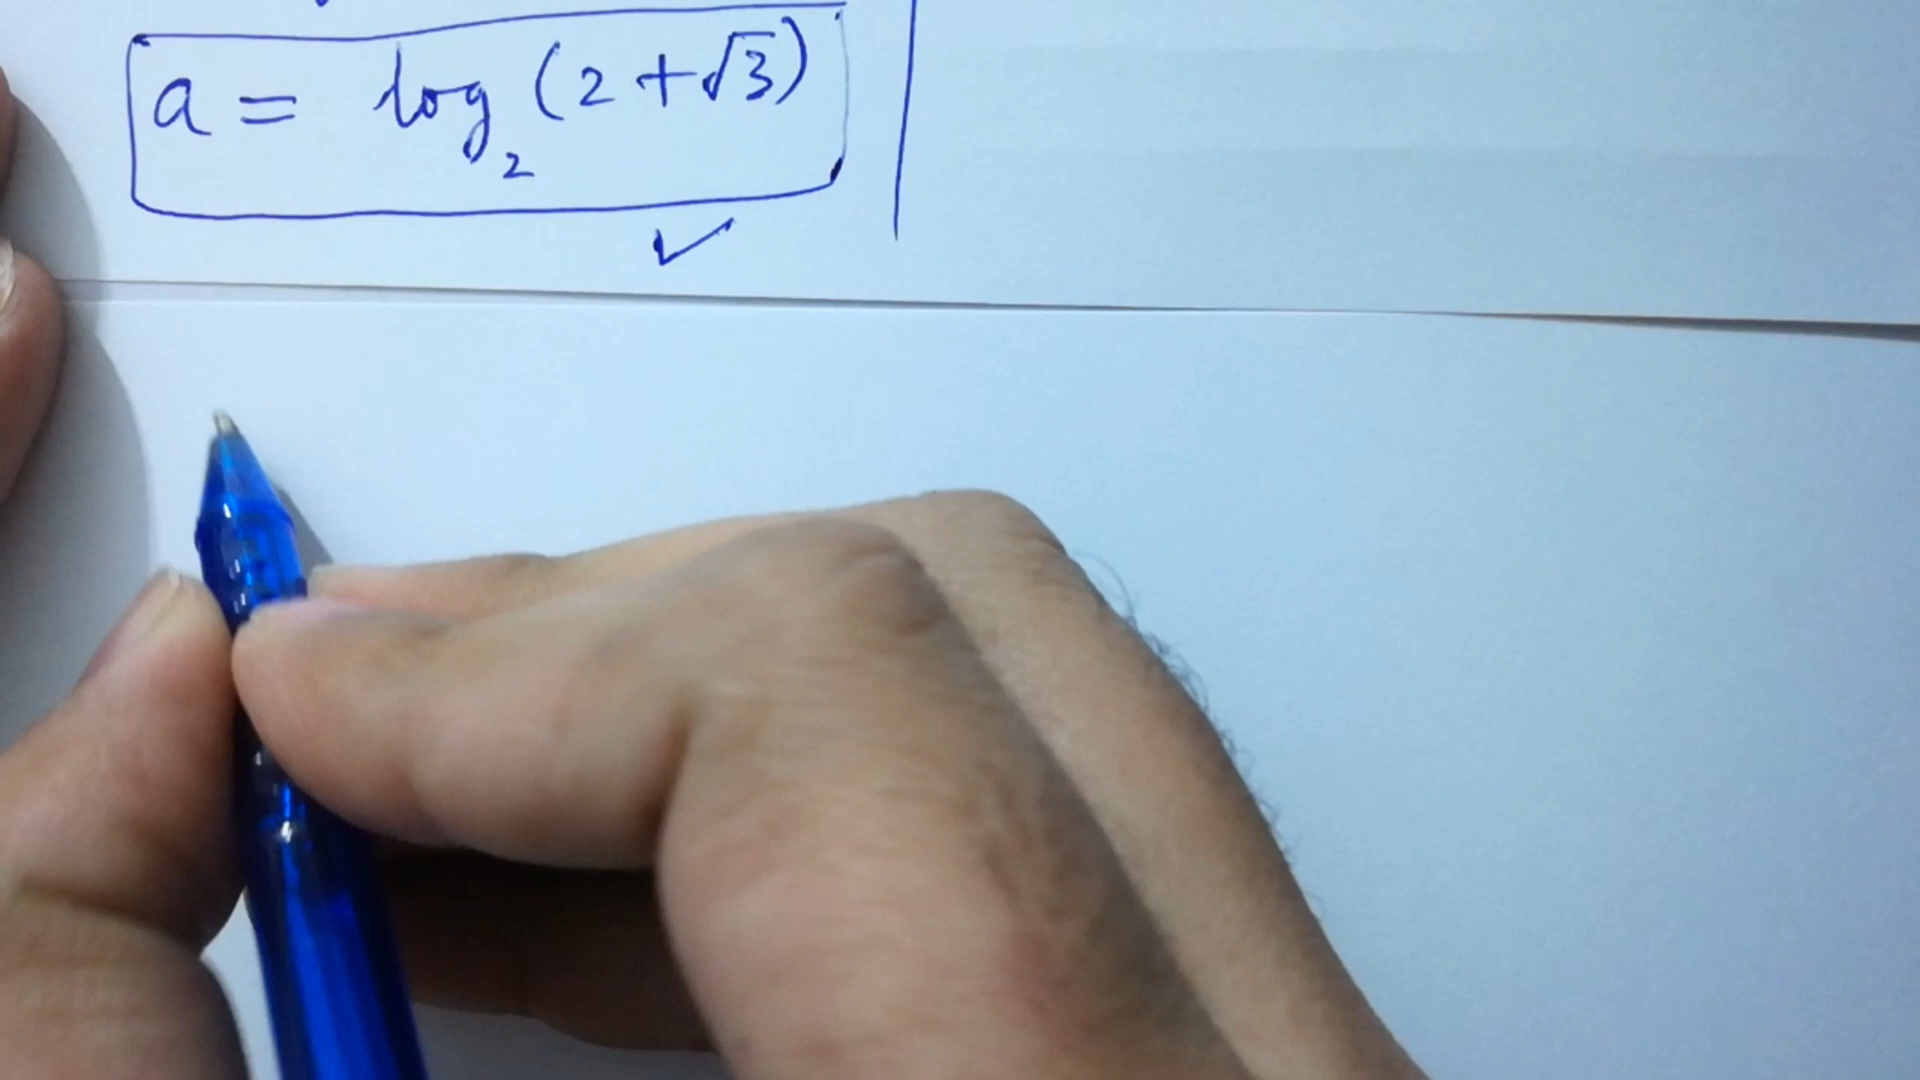 a = log₂ (2 + √3)